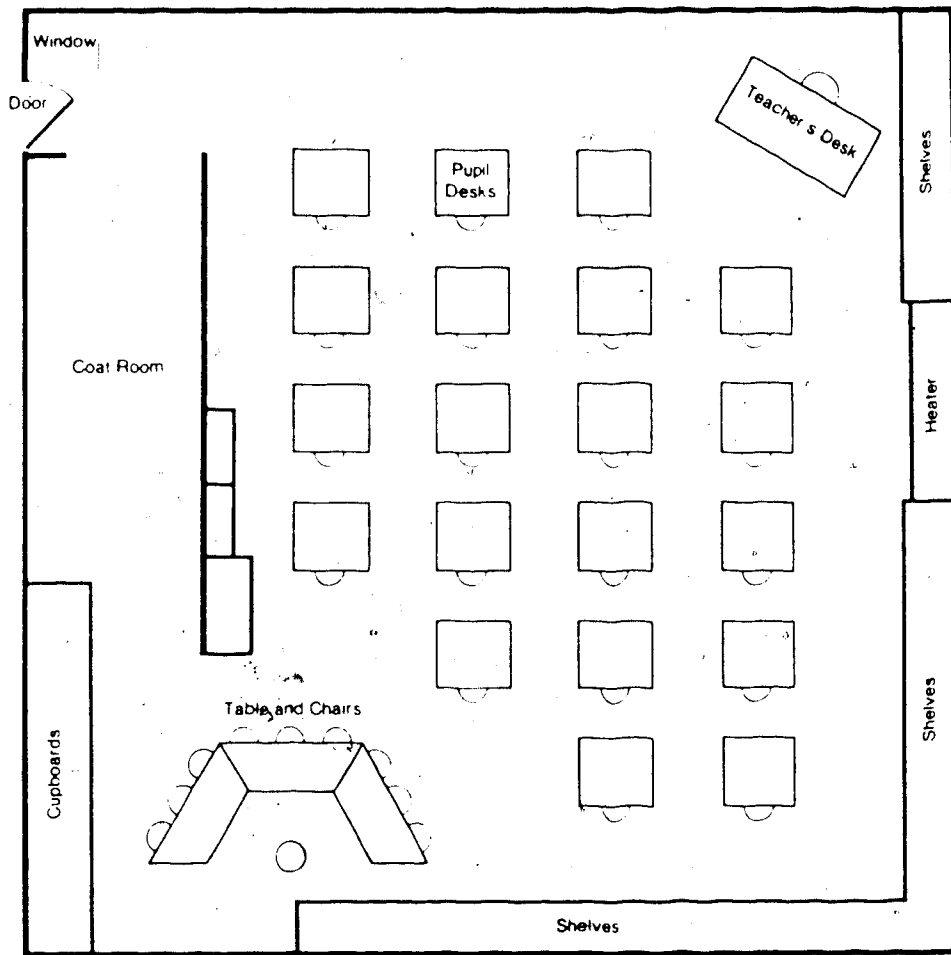 Window
Door
Teacher's Desk
Shelves
Pupil
Desks
Coat Room
Heater
Table and Chairs
Cupboards
Shelves
Shelves